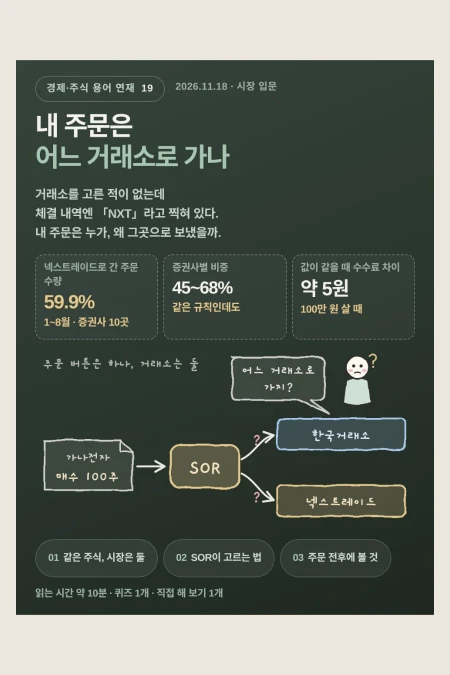 경제·주식 용어 연재 19
2026.11.18 · 시장 입문
내 주문은
어느 거래소로 가나
거래소를 고른 적이 없는데
체결 내역엔 「NXT」라고 찍혀 있다.
내 주문은 누가, 왜 그곳으로 보냈을까.
넥스트레이드로 간 주문
수량
59.9%
1~8월 · 증권사 10곳
증권사별 비중
45~68%
같은 규칙인데도
값이 같을 때 수수료 차이
약 5원
100만 원 살 때
주문 버튼은 하나, 거래소는 둘
어느 거래소로
가지?
?
가나전자
매수 100주
SOR
?
한국거래소
?
넥스트레이드
01 같은 주식, 시장은 둘
02 SOR이 고르는 법
03 주문 전후에 볼 것
읽는 시간 약 10분 · 퀴즈 1개 · 직접 해 보기 1개